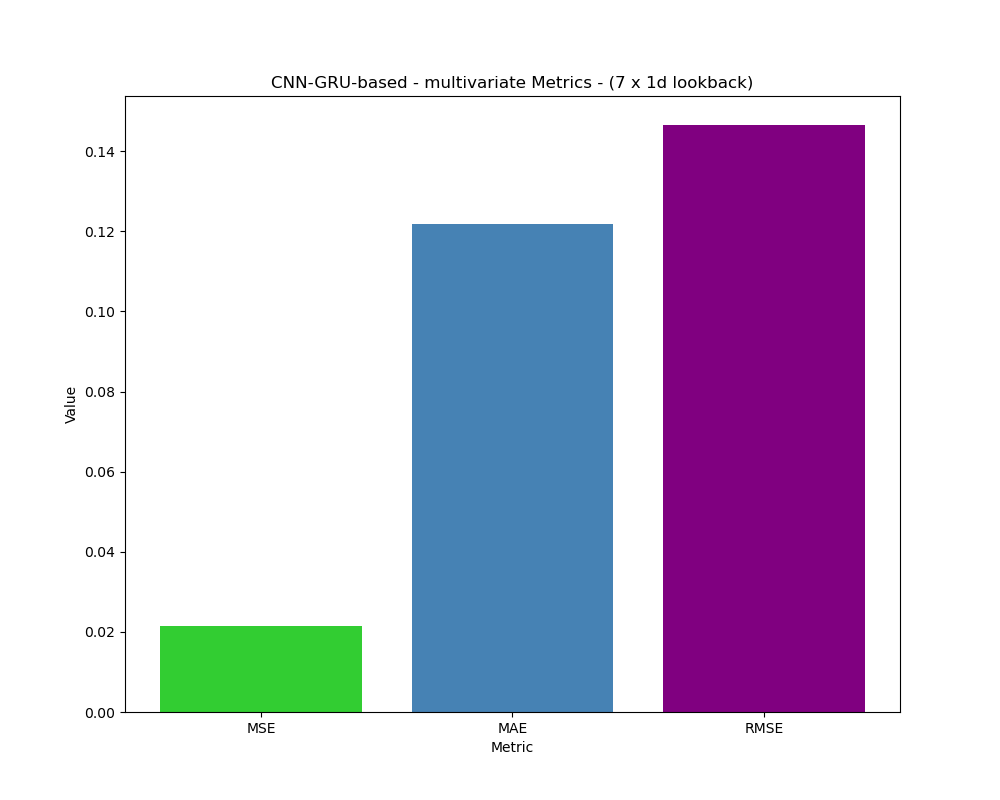 CNN-GRU-based - multivariate Metrics - (7 x 1d lookback)
0.14
0.12
0.10
0.08
0.06
0.04
0.02
0.00
Value
MSE MAE RMSE
Metric